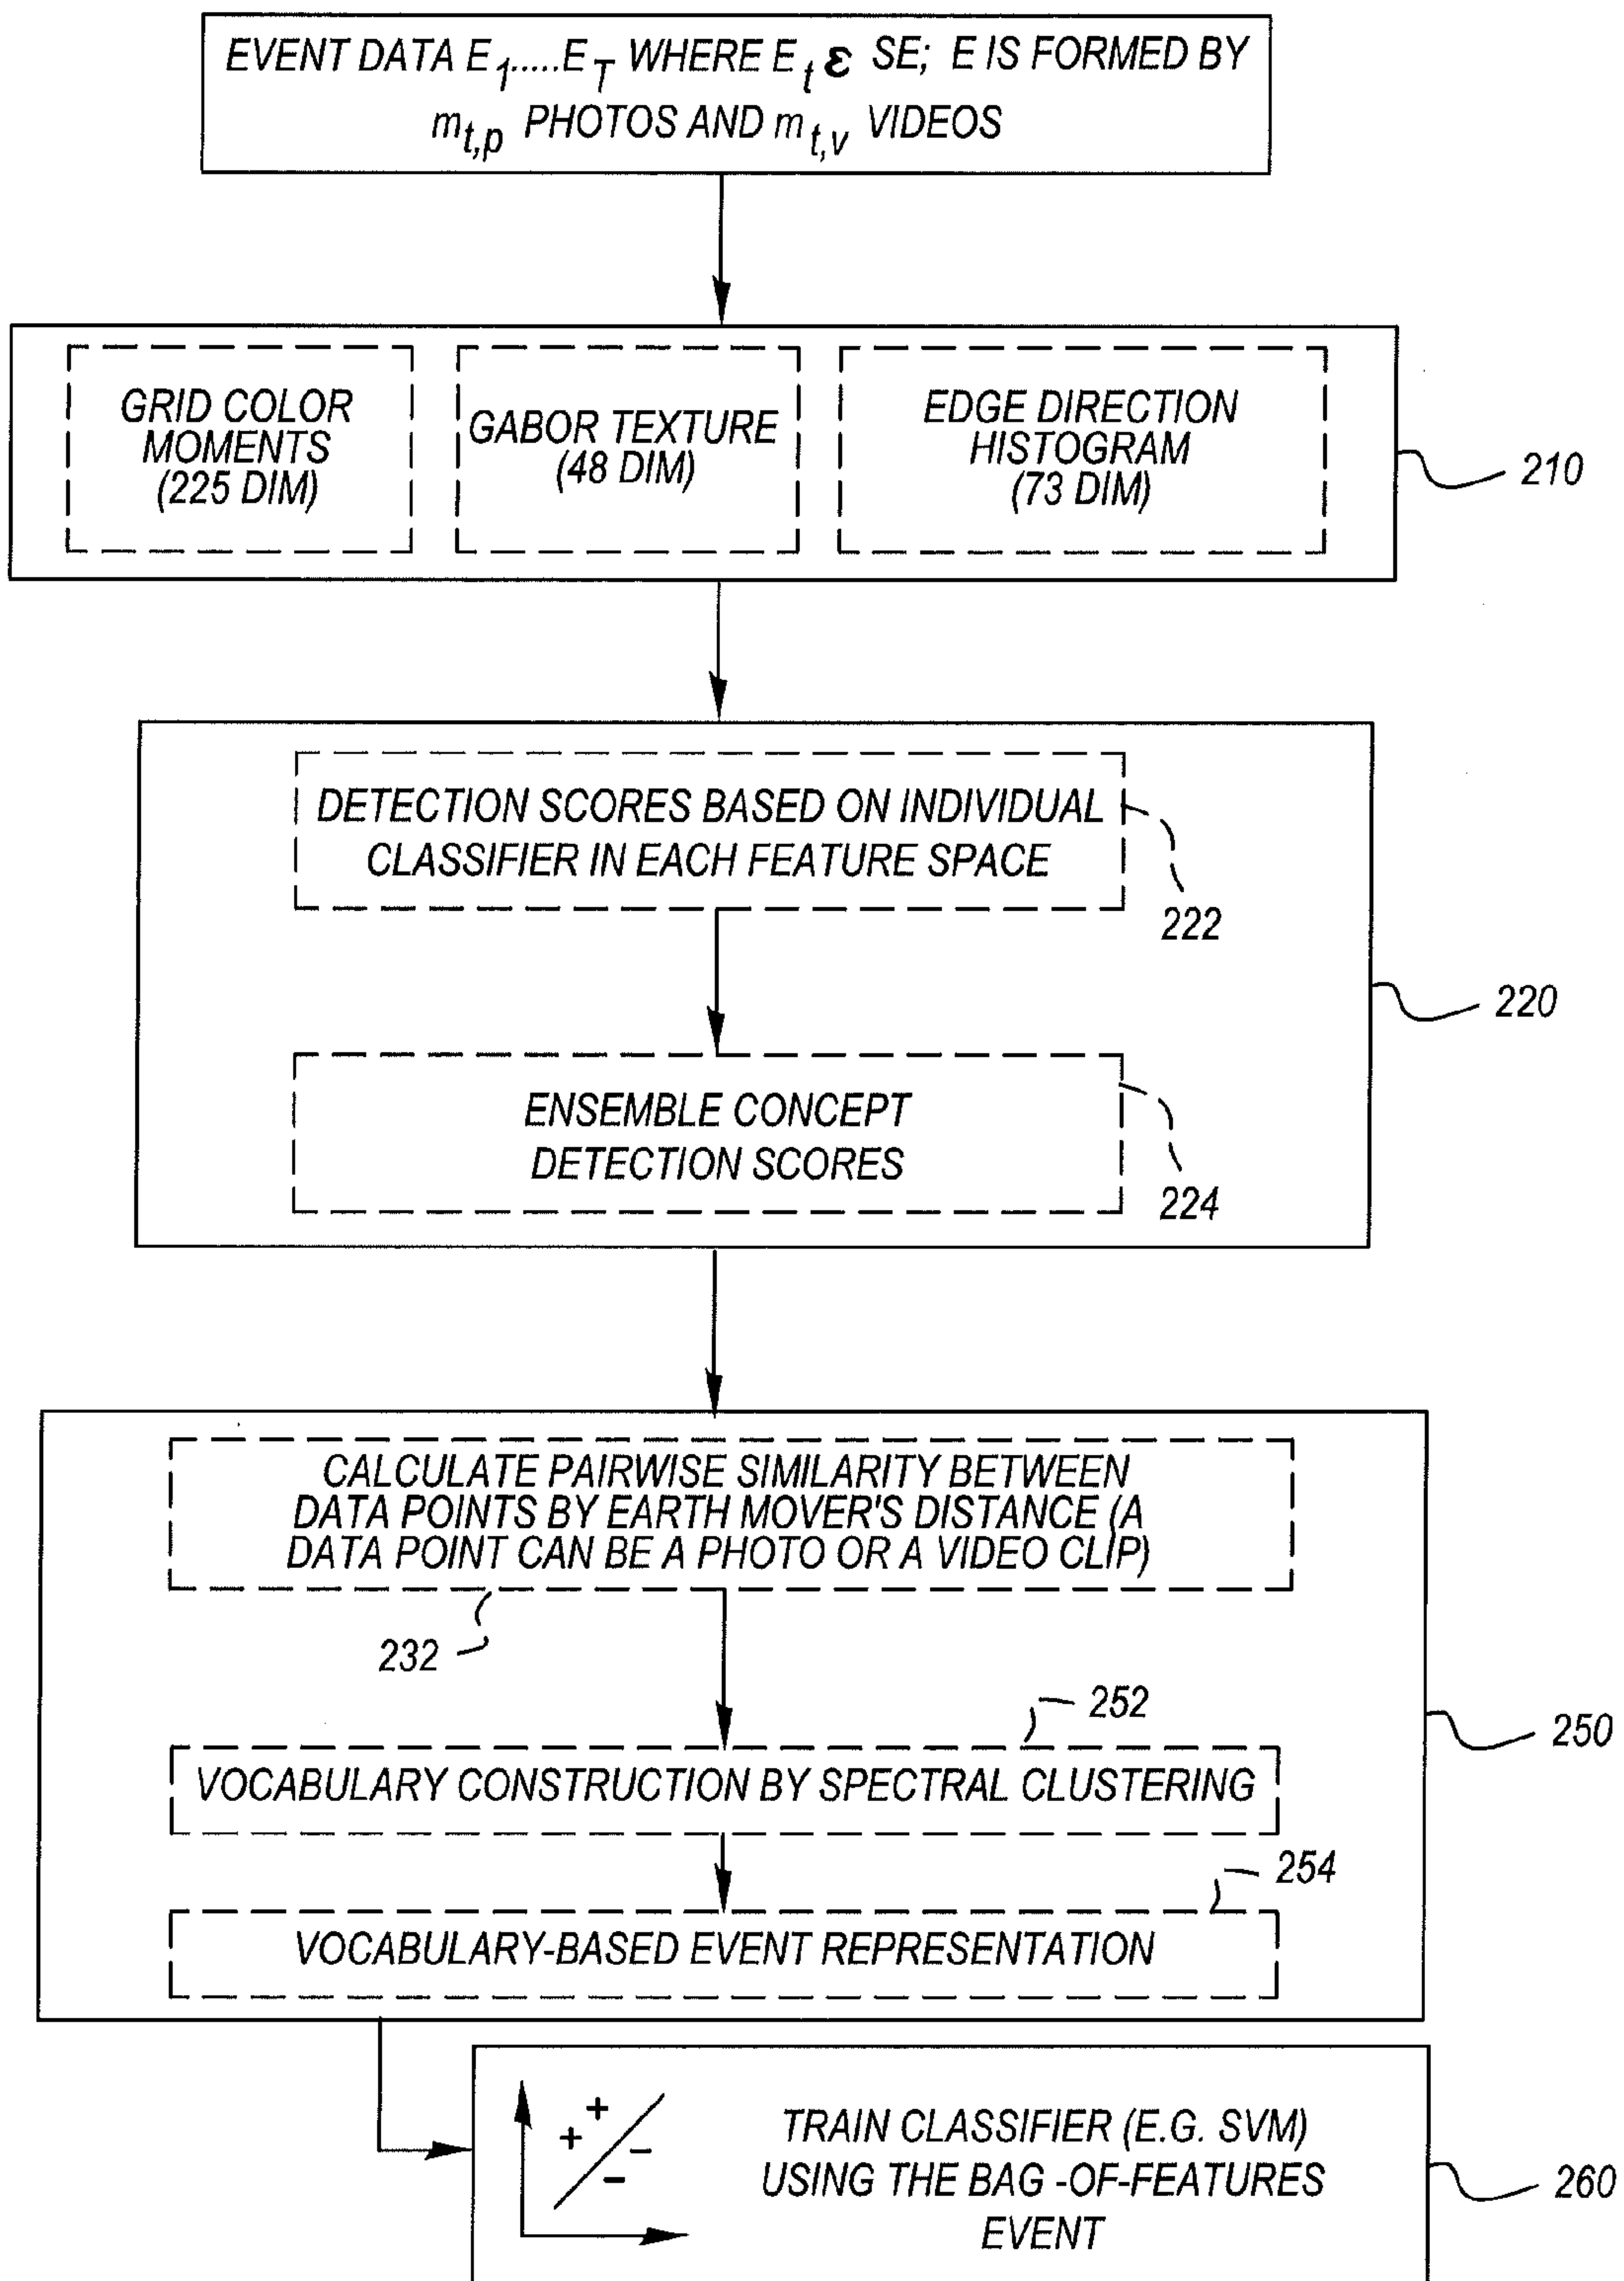 EVENT DATA E1.....ET WHERE Et ε SE; E IS FORMED BY
mt,p PHOTOS AND mt,v VIDEOS
GRID COLOR
MOMENTS
(225 DIM)
GABOR TEXTURE
(48 DIM)
EDGE DIRECTION
HISTOGRAM
(73 DIM)
210
DETECTION SCORES BASED ON INDIVIDUAL
CLASSIFIER IN EACH FEATURE SPACE
222
220
ENSEMBLE CONCEPT
DETECTION SCORES
224
CALCULATE PAIRWISE SIMILARITY BETWEEN
DATA POINTS BY EARTH MOVER'S DISTANCE (A
DATA POINT CAN BE A PHOTO OR A VIDEO CLIP)
232
252
250
VOCABULARY CONSTRUCTION BY SPECTRAL CLUSTERING
254
VOCABULARY-BASED EVENT REPRESENTATION
+
+
−
−
TRAIN CLASSIFIER (E.G. SVM)
USING THE BAG -OF-FEATURES
EVENT
260